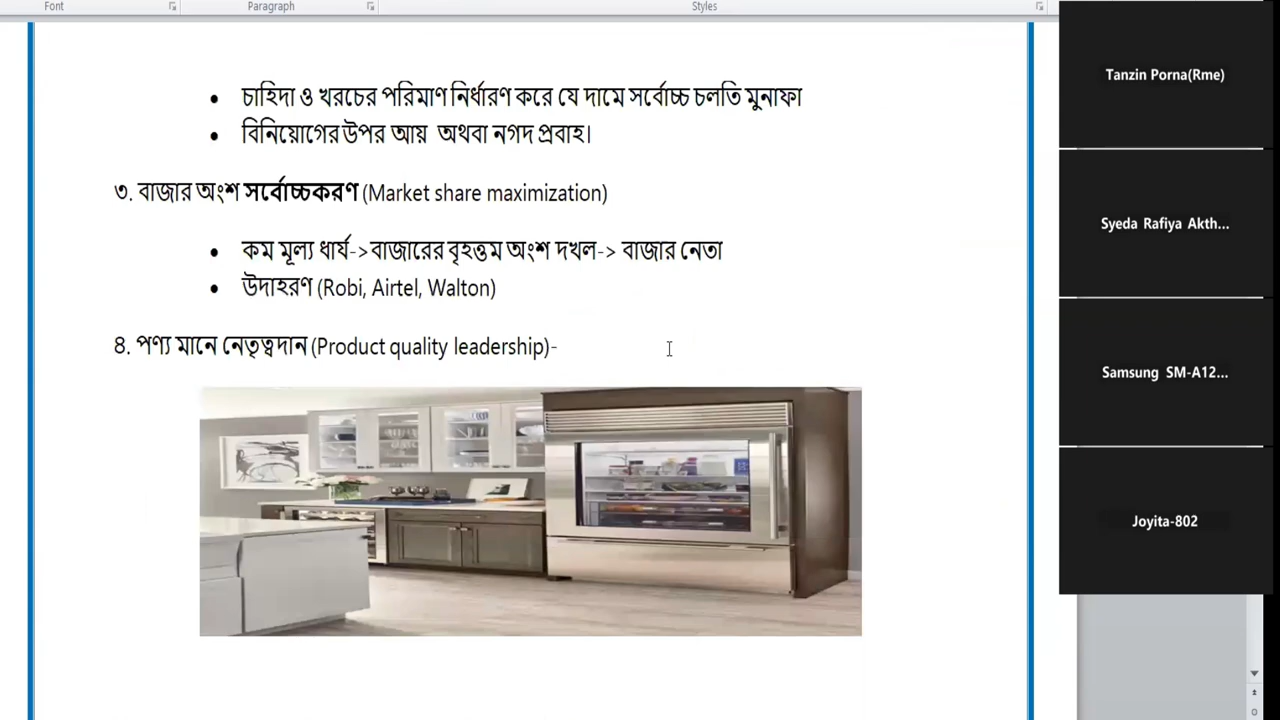 Font
Paragraph
Styles
• চাহিদা ও খরচের পরিমাণ নির্ধারণ করে যে দামে সর্বোচ্চ চলতি মুনাফা
• বিনিয়োগের উপর আয় অথবা নগদ প্রবাহ।
৩. বাজার অংশ সর্বোচ্চকরণ (Market share maximization)
• কম মূল্য ধার্য->বাজারের বৃহত্তম অংশ দখল-> বাজার নেতা
• উদাহরণ (Robi, Airtel, Walton)
৪. পণ্য মানে নেতৃত্বদান (Product quality leadership)-
Tanzin Porna(Rme)
Syeda Rafiya Akth...
Samsung SM-A12...
Joyita-802